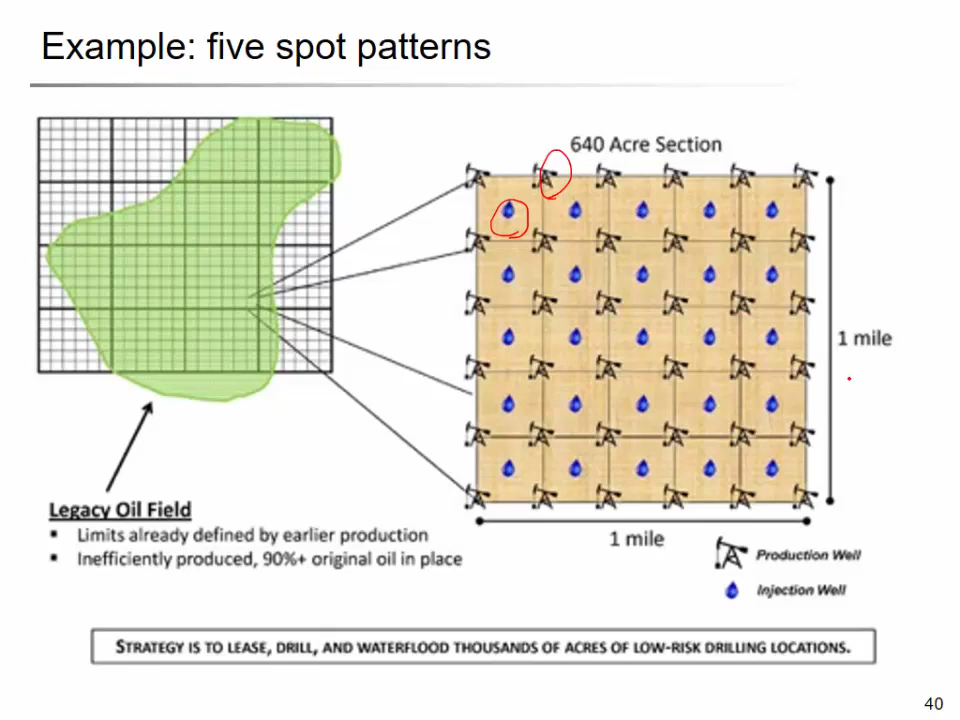 Example: five spot patterns
640 Acre Section
1 mile
1 mile
Legacy Oil Field
▪ Limits already defined by earlier production
▪ Inefficiently produced, 90%+ original oil in place
Production Well
Injection Well
STRATEGY IS TO LEASE, DRILL, AND WATERFLOOD THOUSANDS OF ACRES OF LOW-RISK DRILLING LOCATIONS.
40